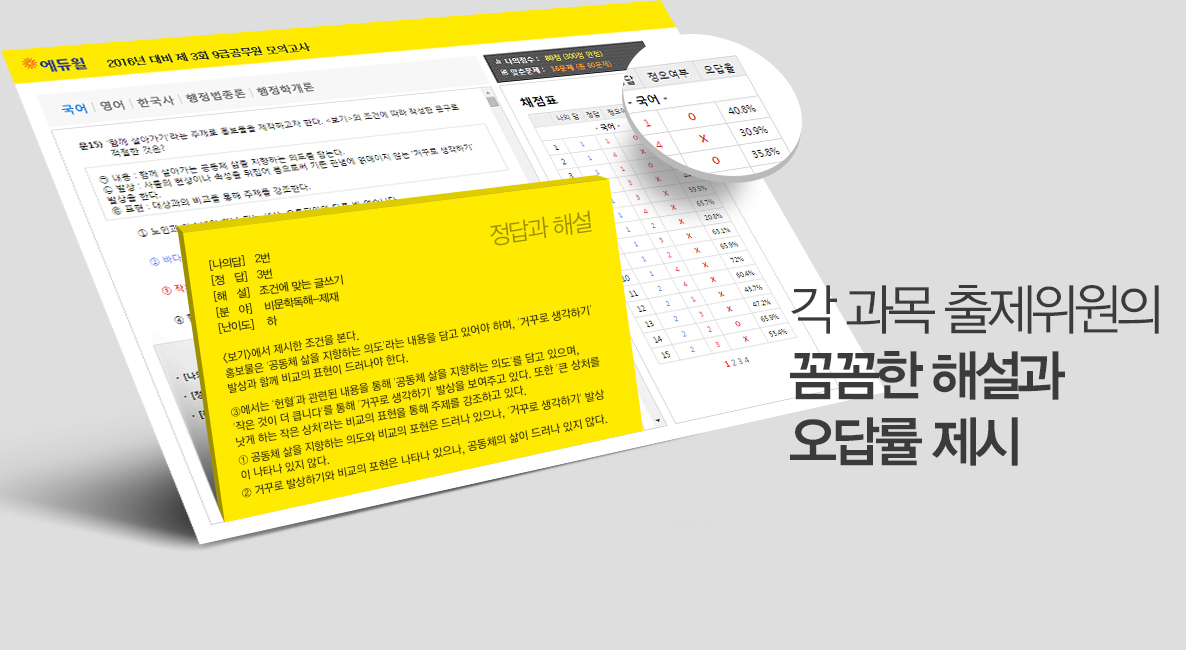 에듀윌 2016년 대비 제 3회 9급공무원 모의고사
국어 | 영어 | 한국사 | 행정법총론 | 행정학개론
나의점수 : 80점 (300점 만점)
맞춘문제 : 16문제 (총 60문제)
문15) '함께 살아가기'라는 주제로 홍보물을 제작하고자 한다. <보기>의 조건에 따라 작성한 문구로
적절한 것은?
㉠ 내용 : 함께 살아가는 공동체 삶을 지향하는 의도를 담는다.
㉡ 발상 : 사물의 현상이나 속성을 뒤집어 봄으로써 기존 관념에 얽매이지 않는 '거꾸로 생각하기'
발상을 한다.
㉢ 표현 : 대상과의 비교를 통해 주제를 강조한다.
② 바다
④
채점표
나의 답 정답 정오여부
- 국어 -
1 1 1 O
2 1 4 X
3 1 1 O
1 3 X
1 3 X 59.5%
1 4 X 65.7%
1 2 X 20.8%
1 3 X 63.1%
1 2 X 65.9%
10 1 4 X 72%
11 2 4 X 60.4%
12 2 1 X 48.7%
13 2 3 X 47.2%
14 2 2 O 65.9%
15 2 3 X 55.4%
1 2 3 4
답 정오여부 오답률
- 국어 -
1 O 40.8%
4 X 30.9%
O 35.8%
정답과 해설
[나의답] 2번
[정 답] 3번
[해 설] 조건에 맞는 글쓰기
[분 야] 비문학독해-제재
[난이도] 하
<보기>에서 제시한 조건을 본다.
홍보물은 '공동체 삶을 지향하는 의도'라는 내용을 담고 있어야 하며, '거꾸로 생각하기'
발상과 함께 비교의 표현이 드러나야 한다.
③에서는 '헌혈'과 관련된 내용을 통해 '공동체 삶을 지향하는 의도'를 담고 있으며,
'작은 것이 더 큽니다'를 통해 '거꾸로 생각하기' 발상을 보여주고 있다. 또한 '큰 상처를
낫게 하는 작은 상처'라는 비교의 표현을 통해 주제를 강조하고 있다.
① 공동체 삶을 지향하는 의도와 비교의 표현은 드러나 있으나, '거꾸로 생각하기' 발상
이 나타나 있지 않다.
② 거꾸로 발상하기와 비교의 표현은 나타나 있으나, 공동체의 삶이 드러나 있지 않다.
각 과목 출제위원의
꼼꼼한 해설과
오답률 제시